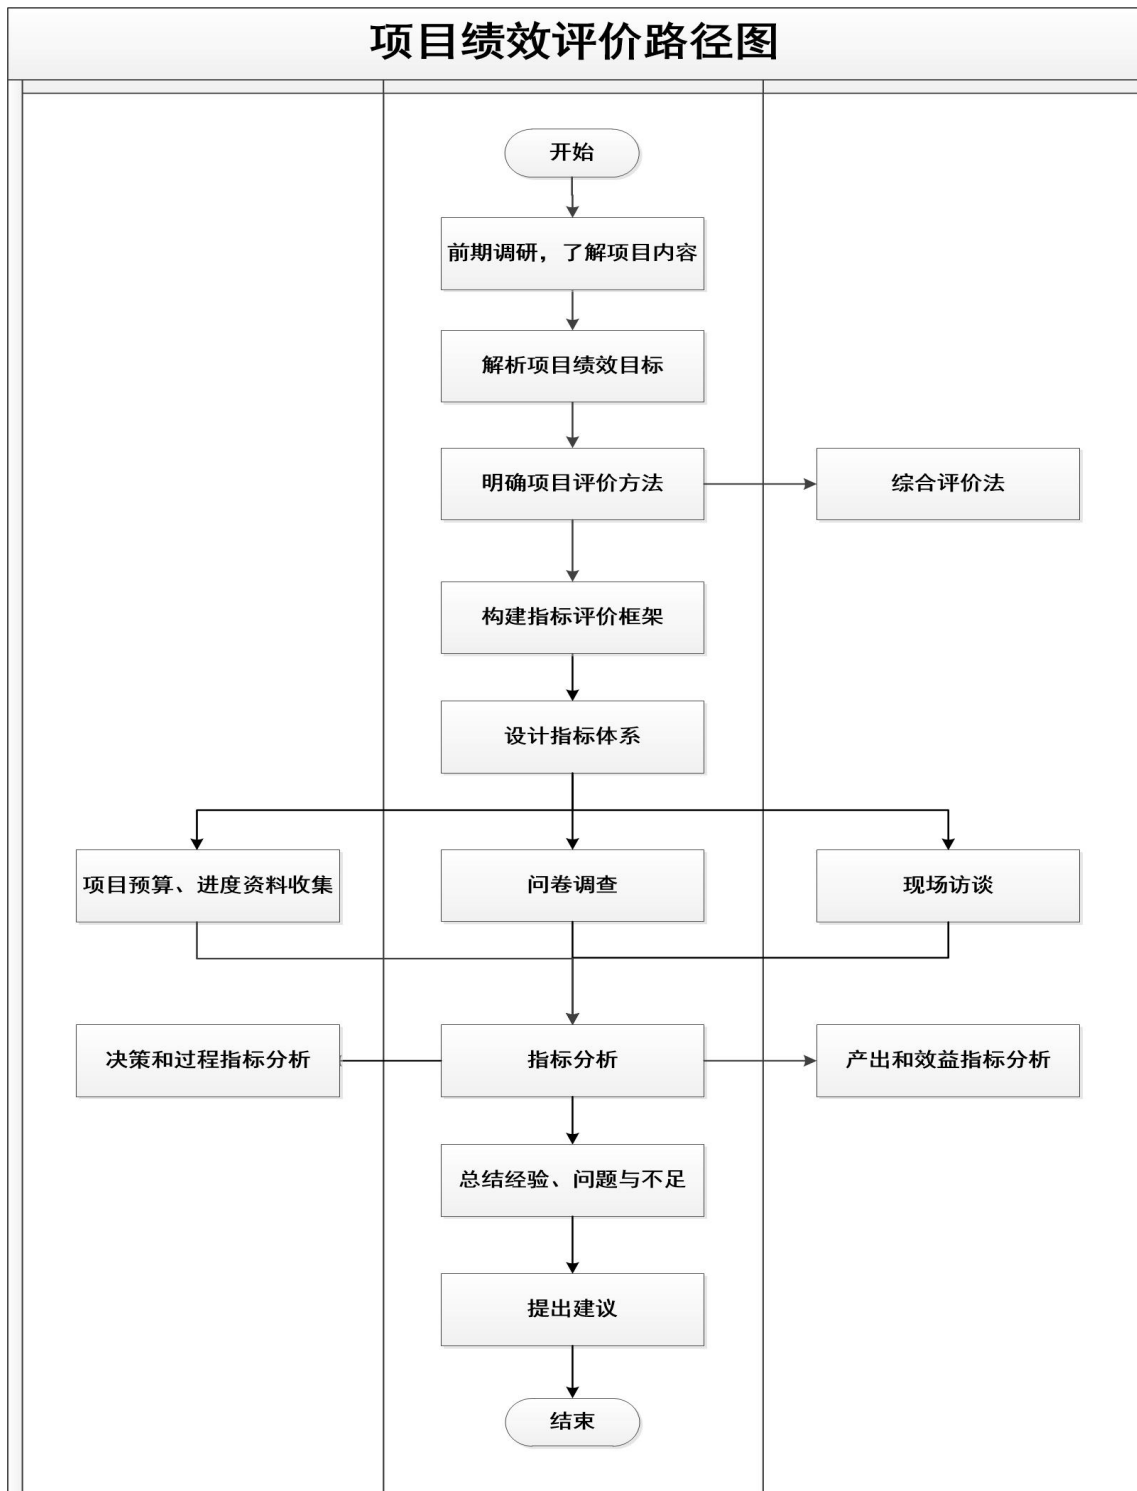 项目绩效评价路径图
开始
前期调研，了解项目内容
解析项目绩效目标
明确项目评价方法
综合评价法
构建指标评价框架
设计指标体系
项目预算、进度资料收集
问卷调查
现场访谈
决策和过程指标分析
指标分析
产出和效益指标分析
总结经验、问题与不足
提出建议
结束